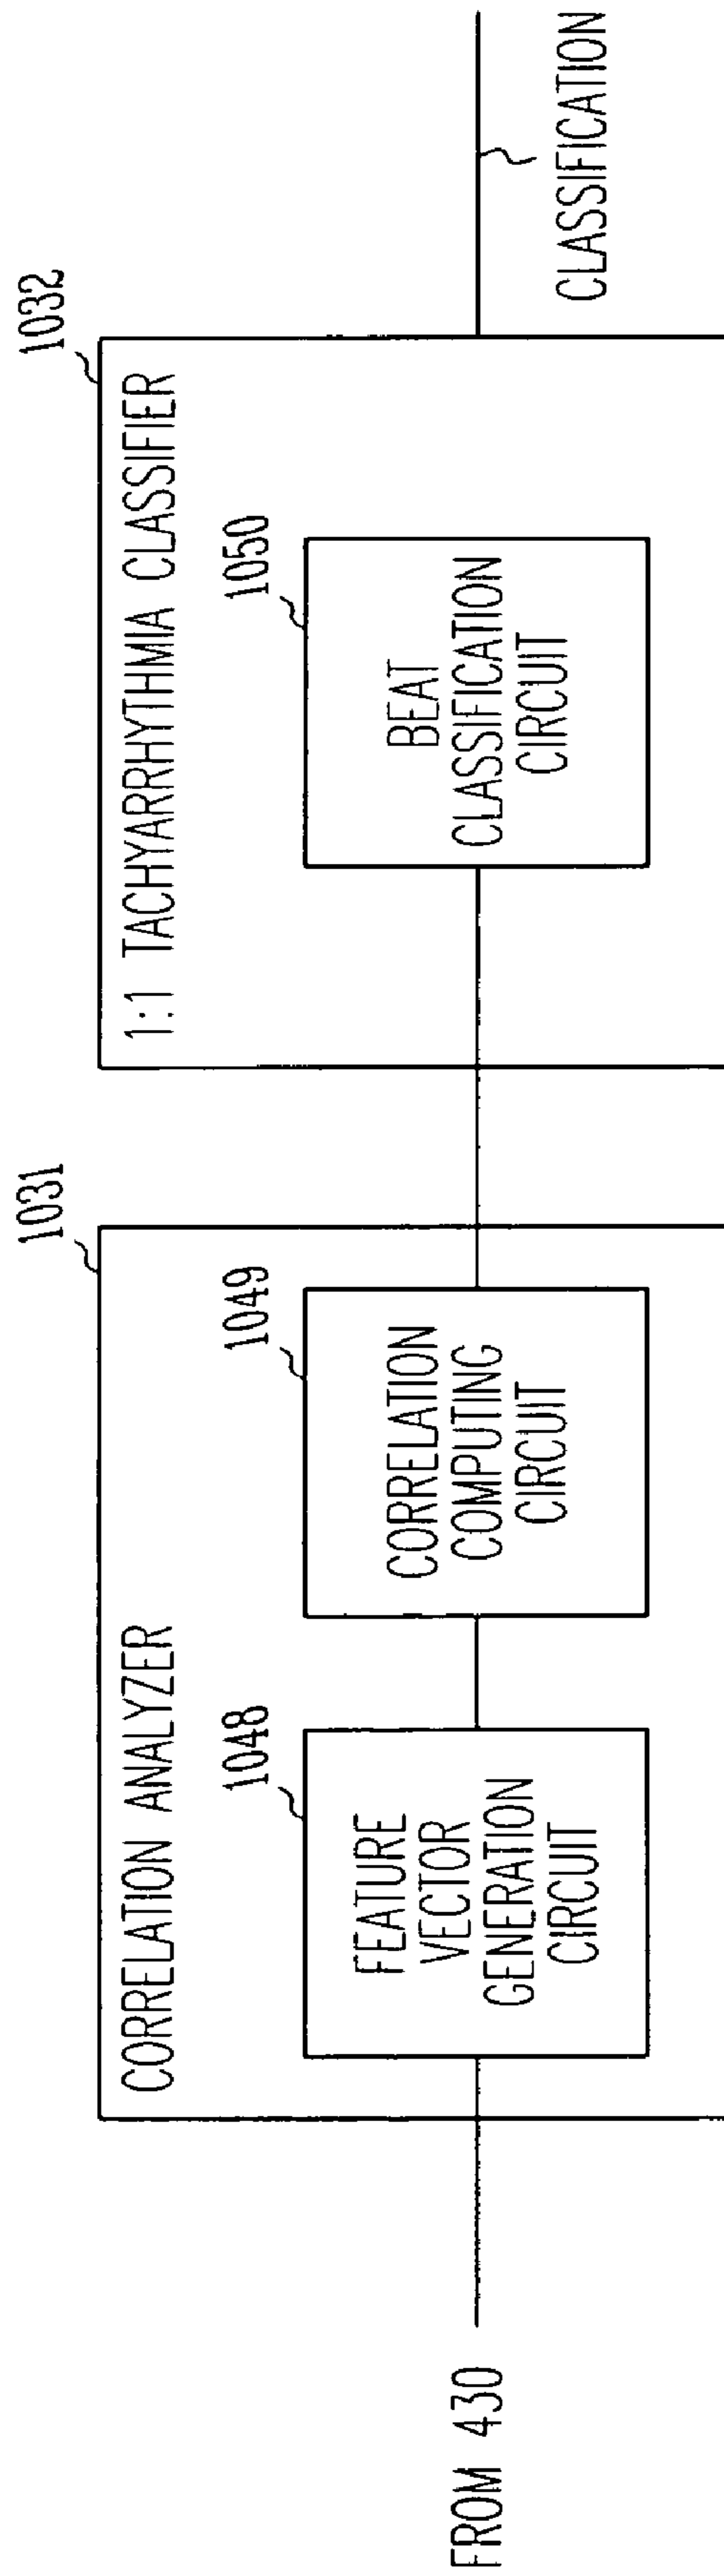 FROM 430
CORRELATION ANALYZER
1031
1048
FEATURE
VECTOR
GENERATION
CIRCUIT
1049
CORRELATION
COMPUTING
CIRCUIT
1:1 TACHYARRHYTHMIA CLASSIFIER
1032
1050
BEAT
CLASSIFICATION
CIRCUIT
CLASSIFICATION